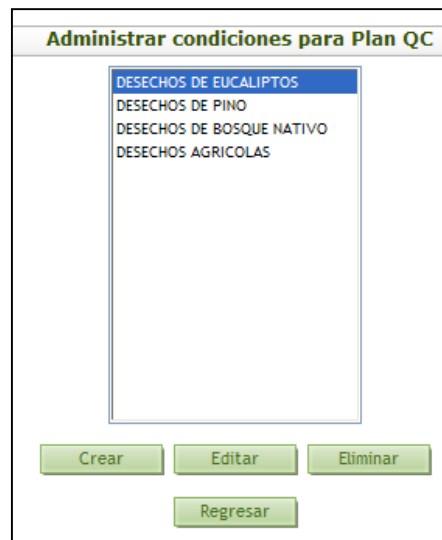 Administrar condiciones para Plan QC
DESECHOS DE EUCALIPTOS
DESECHOS DE PINO
DESECHOS DE BOSQUE NATIVO
DESECHOS AGRICOLAS
Crear Editar Eliminar
Regresar